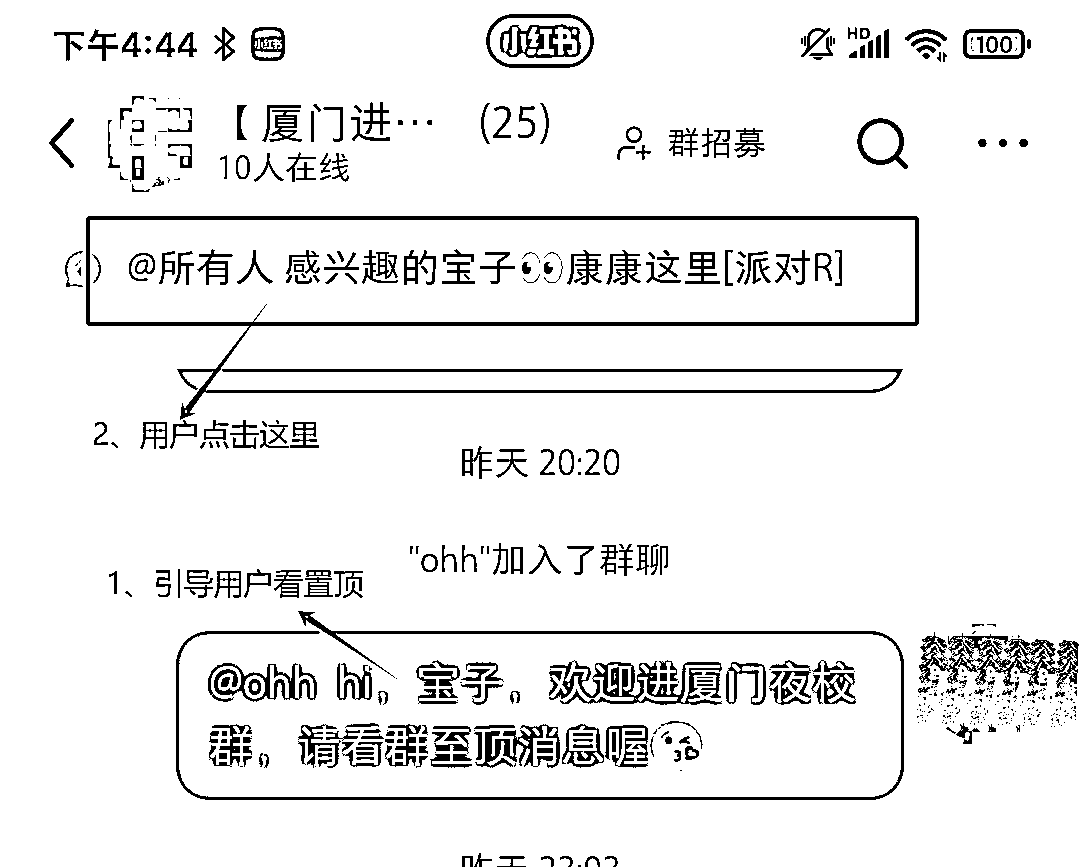 下午4:44 小红书 HD 100
【厦门进… (25) 群招募
10人在线
@所有人 感兴趣的宝子👀康康这里[派对R]
2、用户点击这里
昨天 20:20
"ohh"加入了群聊
1、引导用户看置顶
@ohh hi，宝子，欢迎进厦门夜校
群，请看群至顶消息喔😘
昨天 23:03